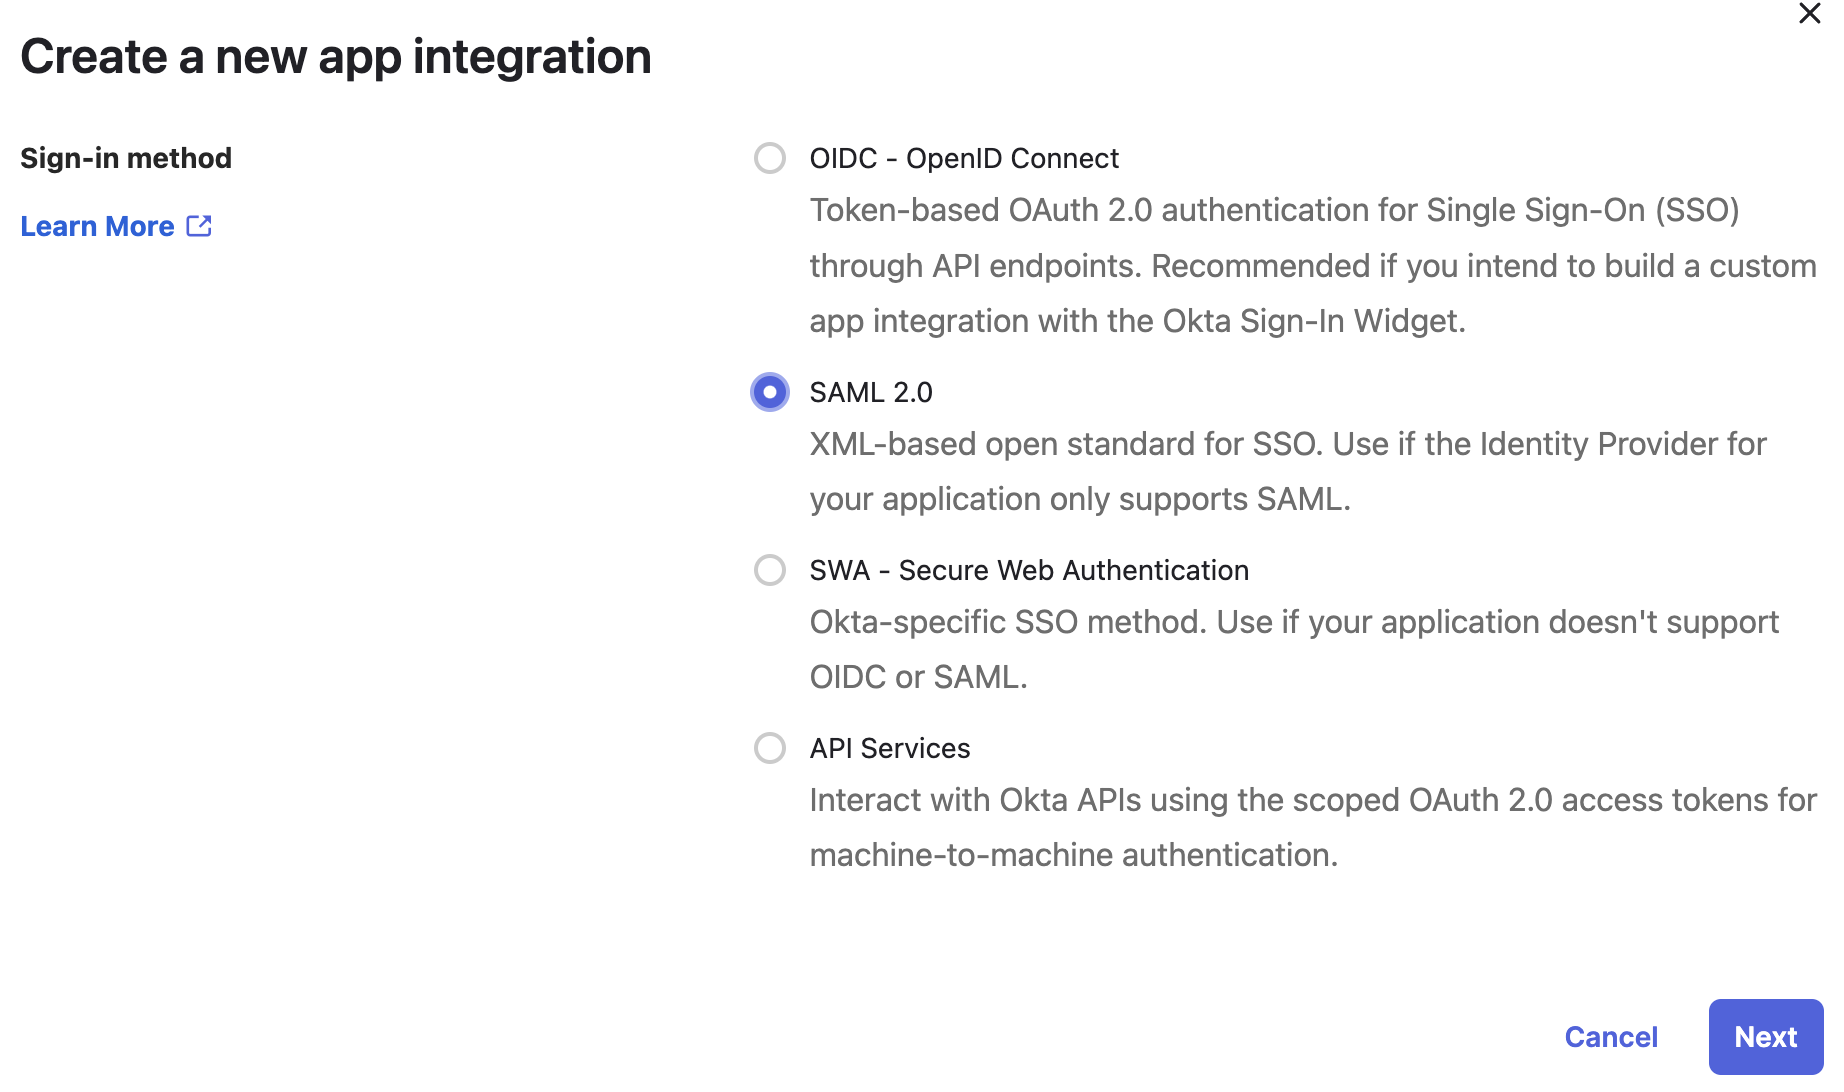 Create a new app integration
Sign-in method
Learn More
OIDC - OpenID Connect
Token-based OAuth 2.0 authentication for Single Sign-On (SSO)
through API endpoints. Recommended if you intend to build a custom
app integration with the Okta Sign-In Widget.
SAML 2.0
XML-based open standard for SSO. Use if the Identity Provider for
your application only supports SAML.
SWA - Secure Web Authentication
Okta-specific SSO method. Use if your application doesn't support
OIDC or SAML.
API Services
Interact with Okta APIs using the scoped OAuth 2.0 access tokens for
machine-to-machine authentication.
Cancel
Next